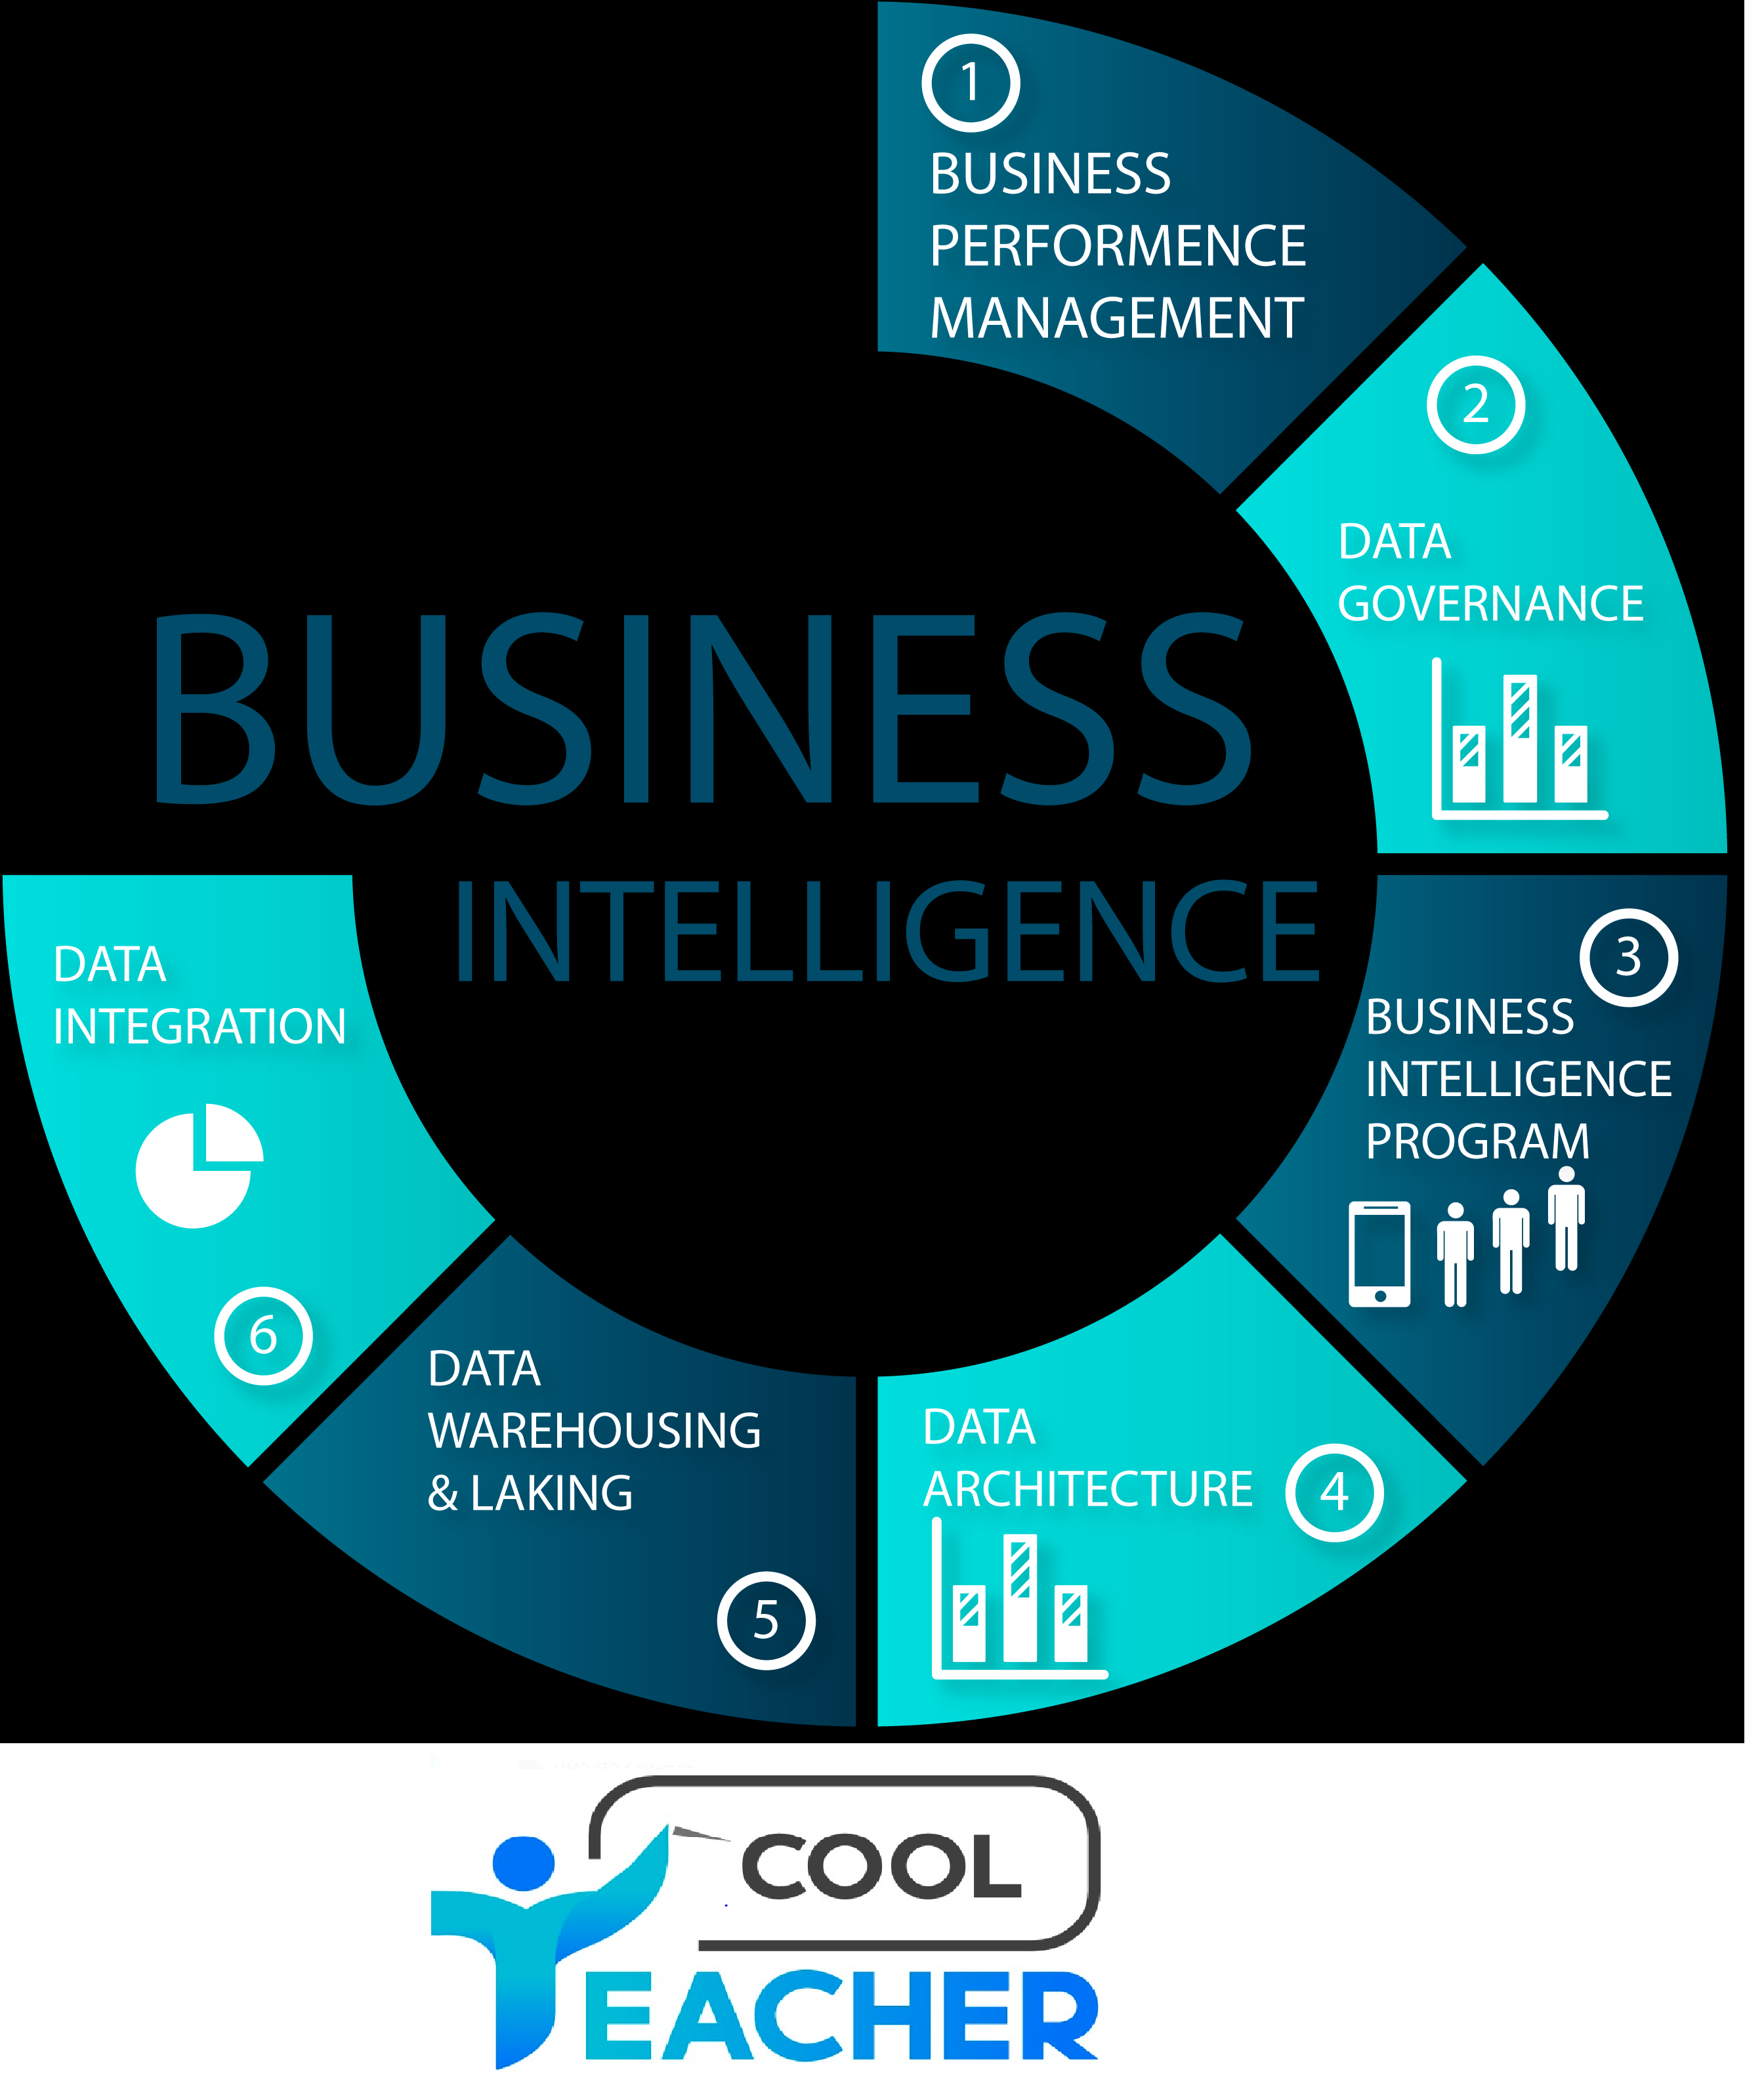 1
BUSINESS
PERFORMENCE
MANAGEMENT
2
DATA
GOVERNANCE
BUSINESS
INTELLIGENCE
3
BUSINESS
INTELLIGENCE
PROGRAM
DATA
ARCHITECTURE
4
DATA
WAREHOUSING
& LAKING
5
DATA
INTEGRATION
6
COOL
TEACHER